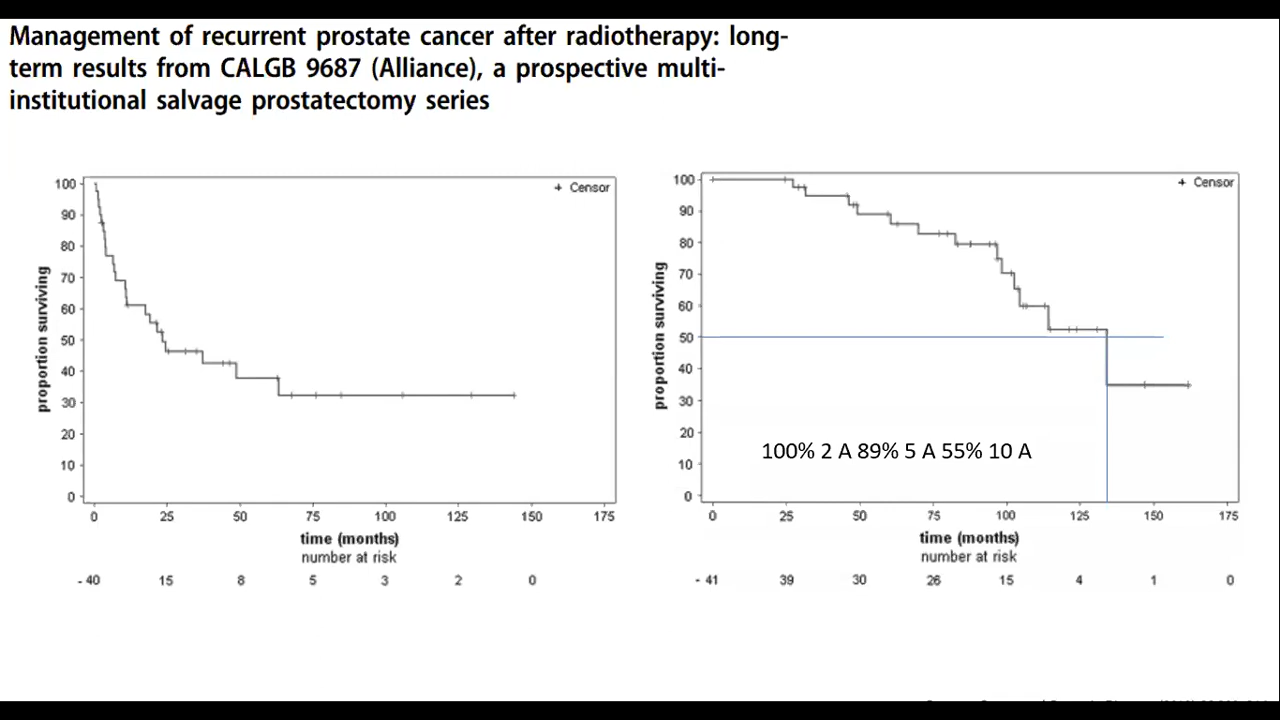 Management of recurrent prostate cancer after radiotherapy: long-
term results from CALGB 9687 (Alliance), a prospective multi-
institutional salvage prostatectomy series
+ Censor
100
90
80
70
60
50
40
30
20
10
0
proportion surviving
0 25 50 75 100 125 150 175
time (months)
number at risk
- 40 15 8 5 3 2 0
+ Censor
100
90
80
70
60
50
40
30
20
10
0
proportion surviving
100% 2 A 89% 5 A 55% 10 A
0 25 50 75 100 125 150 175
time (months)
number at risk
- 41 39 30 26 15 4 1 0